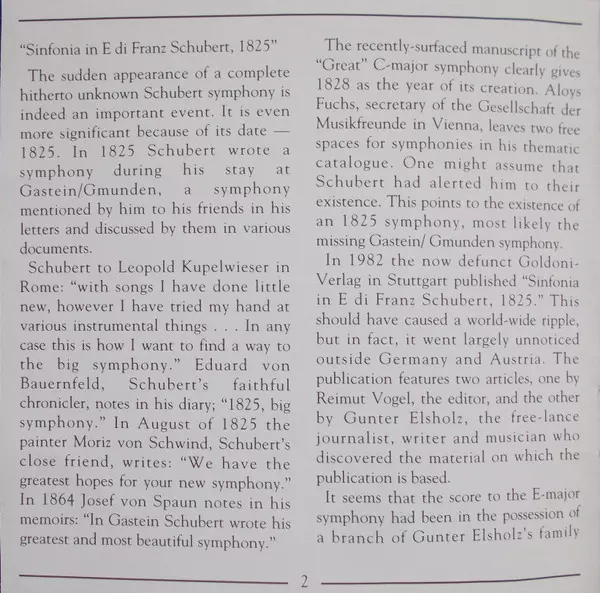 “Sinfonia in E di Franz Schubert, 1825”
The sudden appearance of a complete
hitherto unknown Schubert symphony is
indeed an important event. It is even
more significant because of its date —
1825. In 1825 Schubert wrote a
symphony during his stay at
Gastein/Gmunden, a symphony
mentioned by him to his friends in his
letters and discussed by them in various
documents.
Schubert to Leopold Kupelwieser in
Rome: “with songs I have done little
new, however I have tried my hand at
various instrumental things . . . In any
case this is how I want to find a way to
the big symphony.” Eduard von
Bauernfeld, Schubert’s faithful
chronicler, notes in his diary; “1825, big
symphony.” In August of 1825 the
painter Moriz von Schwind, Schubert’s
close friend, writes: “We have the
greatest hopes for your new symphony.”
In 1864 Josef von Spaun notes in his
memoirs: “In Gastein Schubert wrote his
greatest and most beautiful symphony.”
The recently-surfaced manuscript of the
“Great” C-major symphony clearly gives
1828 as the year of its creation. Aloys
Fuchs, secretary of the Gesellschaft der
Musikfreunde in Vienna, leaves two free
spaces for symphonies in his thematic
catalogue. One might assume that
Schubert had alerted him to their
existence. This points to the existence of
an 1825 symphony, most likely the
missing Gastein/ Gmunden symphony.
In 1982 the now defunct Goldoni-
Verlag in Stuttgart published “Sinfonia
in E di Franz Schubert, 1825.” This
should have caused a world-wide ripple,
but in fact, it went largely unnoticed
outside Germany and Austria. The
publication features two articles, one by
Reimut Vogel, the editor, and the other
by Gunter Elsholz, the free-lance
journalist, writer and musician who
discovered the material on which the
publication is based.
It seems that the score to the E-major
symphony had been in the possession of
a branch of Gunter Elsholz’s family
2